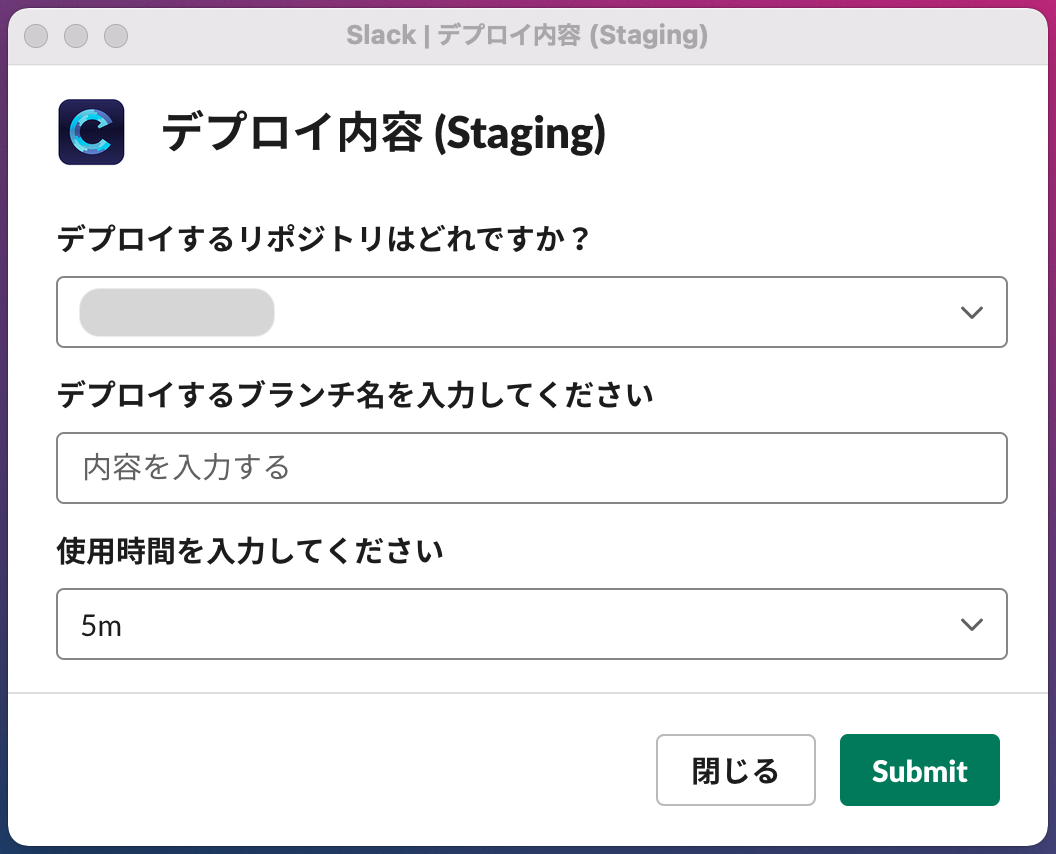 Slack | デプロイ内容 (Staging)
デプロイ内容 (Staging)
デプロイするリポジトリはどれですか？
デプロイするブランチ名を入力してください
内容を入力する
使用時間を入力してください
5m
閉じる
Submit